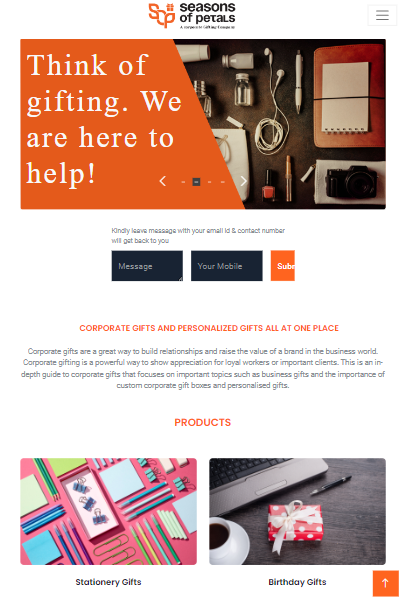 seasons
of petals
A Corporate Gifting Company
Think of
gifting. We
are here to
help!
Kindly leave message with your email Id & contact number
will get back to you
Message
Your Mobile
Subm
CORPORATE GIFTS AND PERSONALIZED GIFTS ALL AT ONE PLACE
Corporate gifts are a great way to build relationships and raise the value of a brand in the business world.
Corporate gifting is a powerful way to show appreciation for loyal workers or important clients. This is an in-
depth guide to corporate gifts that focuses on important topics such as business gifts and the importance of
custom corporate gift boxes and personalised gifts.
PRODUCTS
Stationery Gifts
Birthday Gifts